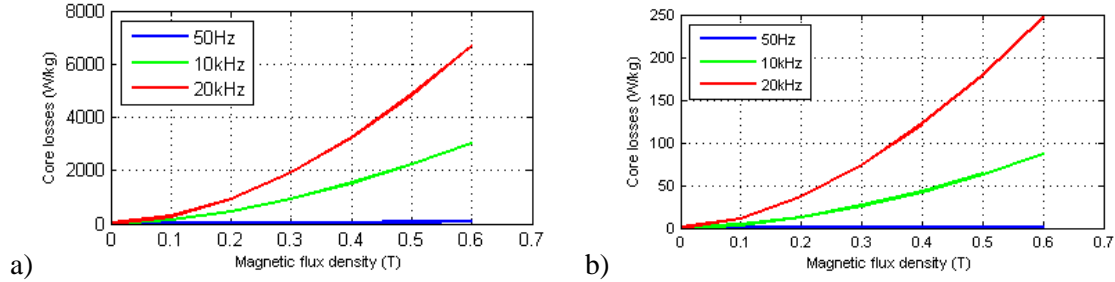 8000
6000
4000
2000
0
Core losses (W/kg)
50Hz
10kHz
20kHz
0 0.1 0.2 0.3 0.4 0.5 0.6 0.7
Magnetic flux density (T)
a)
250
200
150
100
50
0
Core losses (W/kg)
50Hz
10kHz
20kHz
0 0.1 0.2 0.3 0.4 0.5 0.6 0.7
Magnetic flux density (T)
b)